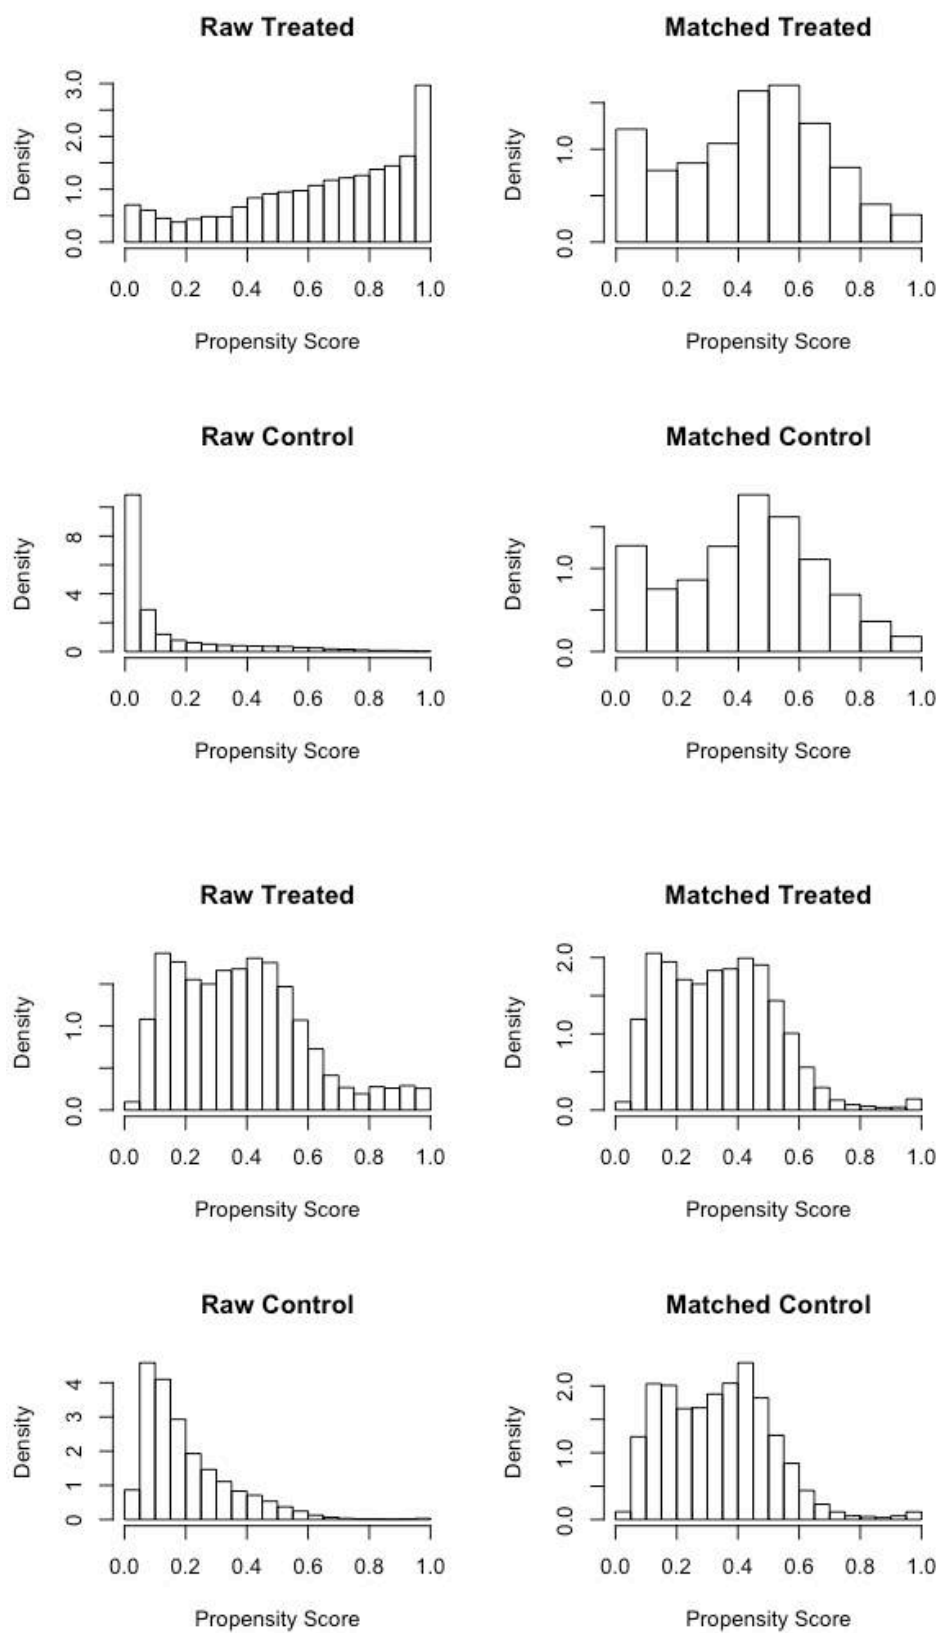 Raw Treated
Density
0.0 1.0 2.0 3.0
0.0 0.2 0.4 0.6 0.8 1.0
Propensity Score
Matched Treated
Density
0.0 1.0
0.0 0.2 0.4 0.6 0.8 1.0
Propensity Score
Raw Control
Density
0 4 8
0.0 0.2 0.4 0.6 0.8 1.0
Propensity Score
Matched Control
Density
0.0 1.0
0.0 0.2 0.4 0.6 0.8 1.0
Propensity Score
Raw Treated
Density
0.0 1.0
0.0 0.2 0.4 0.6 0.8 1.0
Propensity Score
Matched Treated
Density
0.0 1.0 2.0
0.0 0.2 0.4 0.6 0.8 1.0
Propensity Score
Raw Control
Density
0 1 2 3 4
0.0 0.2 0.4 0.6 0.8 1.0
Propensity Score
Matched Control
Density
0.0 1.0 2.0
0.0 0.2 0.4 0.6 0.8 1.0
Propensity Score